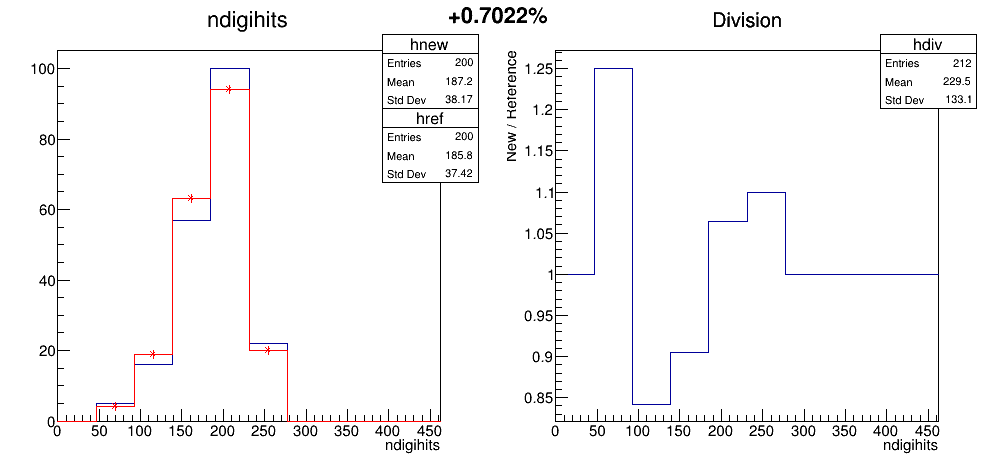 +0.7022%
ndigihits
hnew
Entries 200
Mean 187.2
Std Dev 38.17
href
Entries 200
Mean 185.8
Std Dev 37.42
100
80
60
40
20
0
0 50 100 150 200 250 300 350 400 450
ndigihits
Division
hdiv
Entries 212
Mean 229.5
Std Dev 133.1
New / Reference
1.25
1.2
1.15
1.1
1.05
1
0.95
0.9
0.85
0 50 100 150 200 250 300 350 400 450
ndigihits